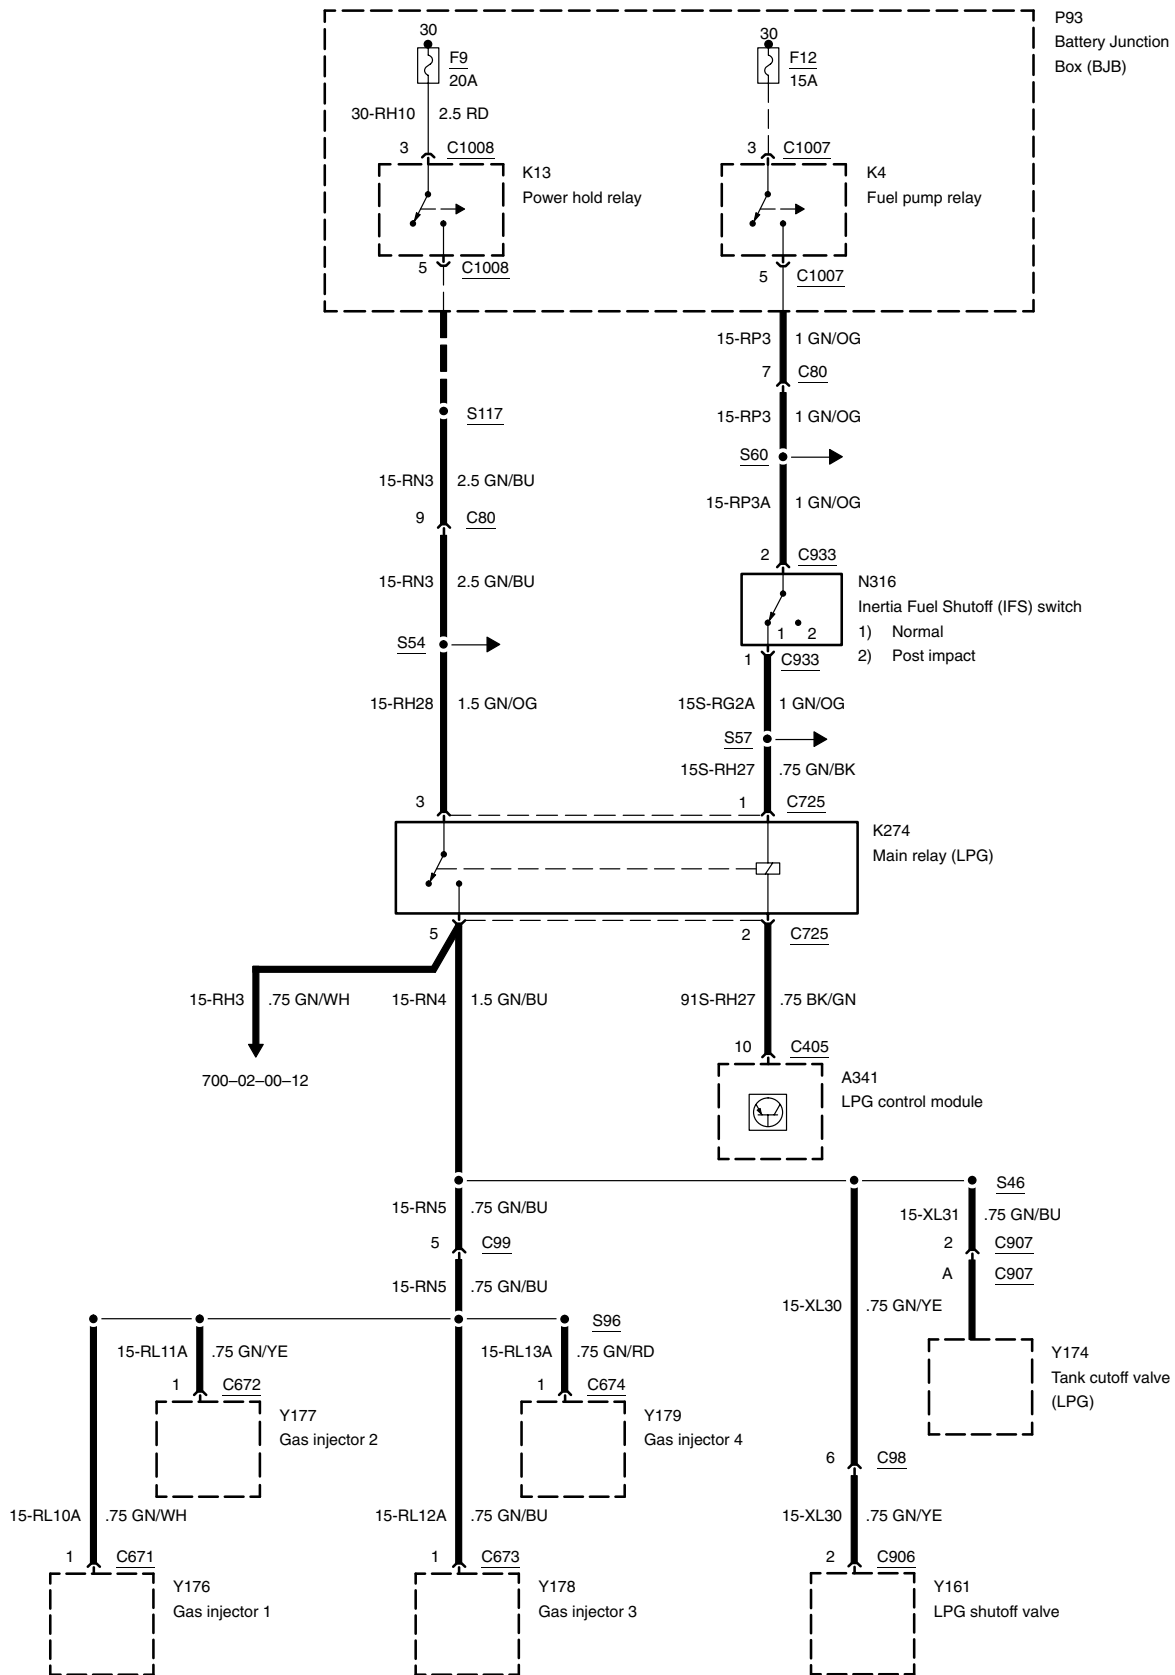 P93
Battery Junction
Box (BJB)
30
30
F9
20A
F12
15A
30-RH10 2.5 RD
3 C1008
3 C1007
K13
Power hold relay
K4
Fuel pump relay
5 C1008
5 C1007
15-RP3 1 GN/OG
7 C80
S117
15-RP3 1 GN/OG
S60
15-RN3 2.5 GN/BU
15-RP3A 1 GN/OG
9 C80
2 C933
15-RN3 2.5 GN/BU
N316
Inertia Fuel Shutoff (IFS) switch
1) Normal
2) Post impact
1 2
S54
1 C933
15-RH28 1.5 GN/OG
15S-RG2A 1 GN/OG
S57
15S-RH27 .75 GN/BK
3
1 C725
K274
Main relay (LPG)
5
2 C725
15-RH3 .75 GN/WH
15-RN4 1.5 GN/BU
91S-RH27 .75 BK/GN
10 C405
700–02–00–12
A341
LPG control module
S46
15-RN5 .75 GN/BU
15-XL31 .75 GN/BU
5 C99
2 C907
A C907
15-RN5 .75 GN/BU
15-XL30 .75 GN/YE
S96
15-RL11A .75 GN/YE
15-RL13A .75 GN/RD
Y174
Tank cutoff valve
(LPG)
1 C672
1 C674
Y177
Gas injector 2
Y179
Gas injector 4
6 C98
15-RL10A .75 GN/WH
15-RL12A .75 GN/BU
15-XL30 .75 GN/YE
1 C671
1 C673
2 C906
Y176
Gas injector 1
Y178
Gas injector 3
Y161
LPG shutoff valve